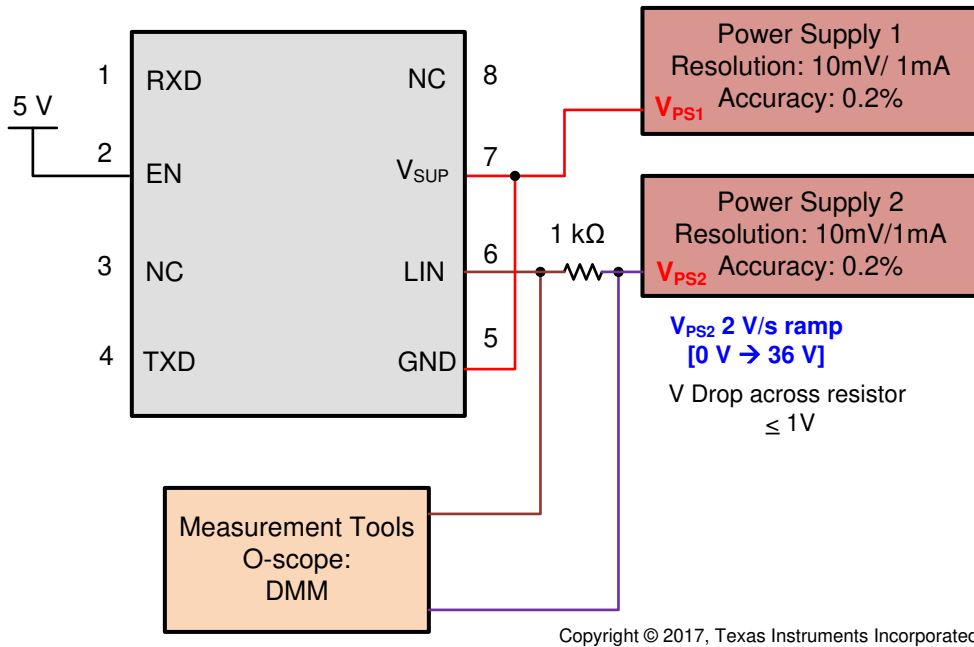 Power Supply 1
Resolution: 10mV/ 1mA
Accuracy: 0.2%
VPS1
5 V
1
RXD
NC
8
2
EN
VSUP
7
3
NC
LIN
6
4
TXD
GND
5
1 kΩ
Power Supply 2
Resolution: 10mV/1mA
Accuracy: 0.2%
VPS2
VPS2 2 V/s ramp
[0 V → 36 V]
V Drop across resistor
≤ 1V
Measurement Tools
O-scope:
DMM
Copyright © 2017, Texas Instruments Incorporated